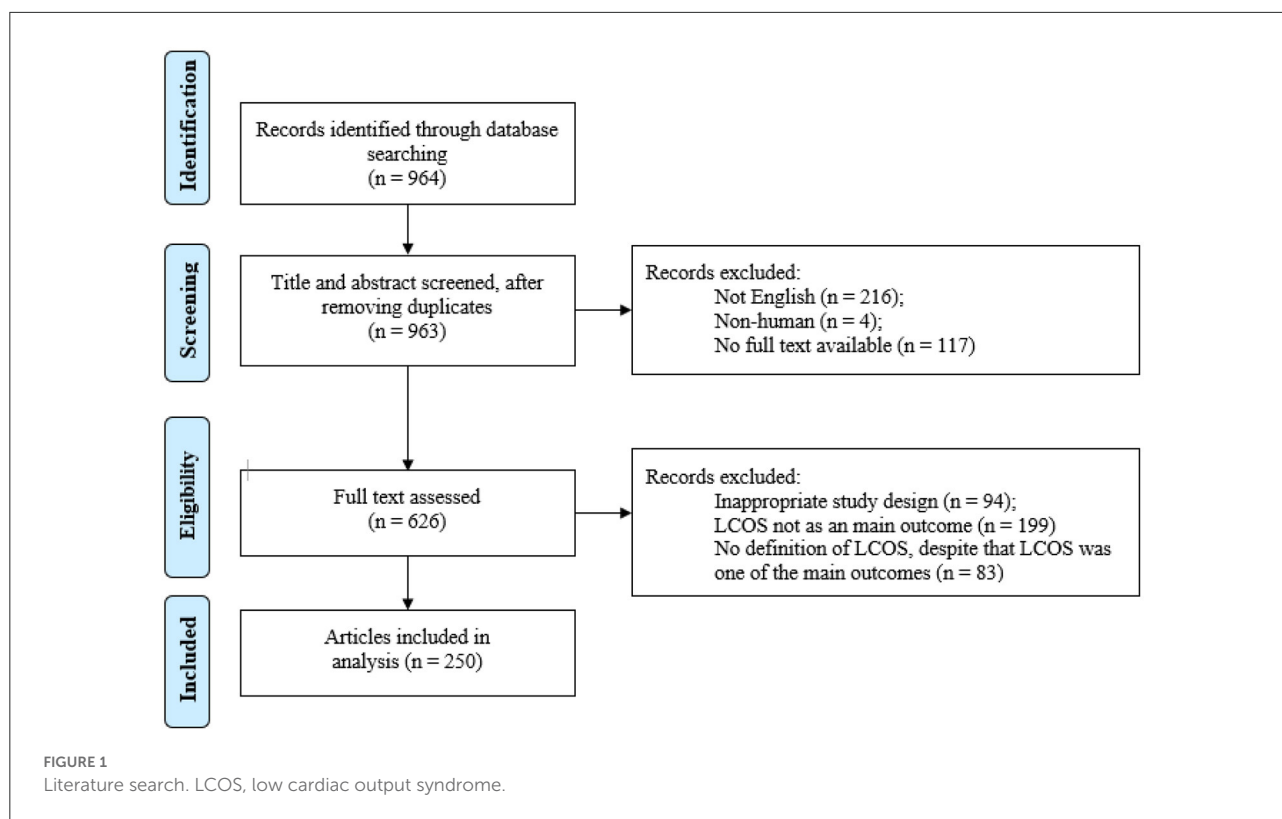 Identification
Records identified through database
searching
(n = 964)
Screening
Title and abstract screened, after
removing duplicates
(n = 963)
Records excluded:
Not English (n = 216);
Non-human (n = 4);
No full text available (n = 117)
Eligibility
Full text assessed
(n = 626)
Records excluded:
Inappropriate study design (n = 94);
LCOS not as an main outcome (n = 199)
No definition of LCOS, despite that LCOS was
one of the main outcomes (n = 83)
Included
Articles included in
analysis (n = 250)
FIGURE 1
Literature search. LCOS, low cardiac output syndrome.